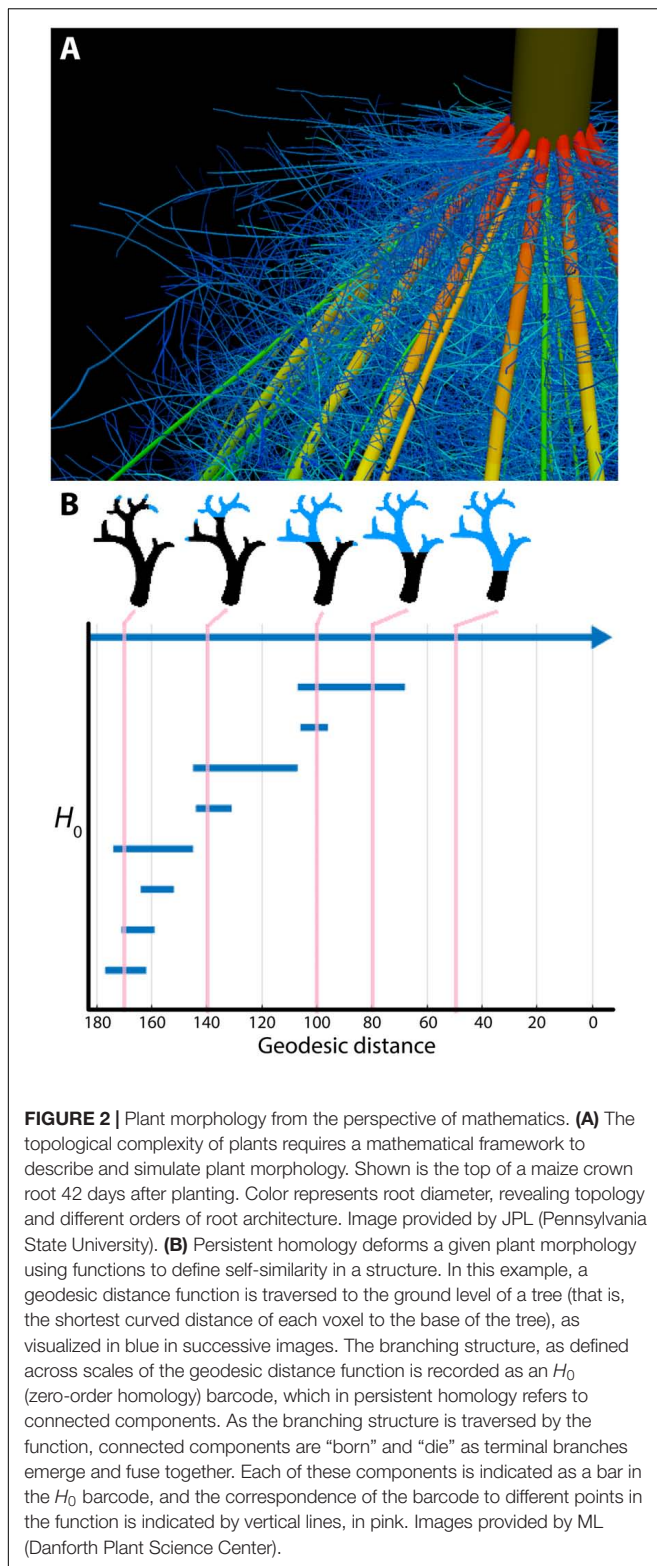 A
B
H0
180 160 140 120 100 80 60 40 20 0
Geodesic distance
FIGURE 2 | Plant morphology from the perspective of mathematics. (A) The
topological complexity of plants requires a mathematical framework to
describe and simulate plant morphology. Shown is the top of a maize crown
root 42 days after planting. Color represents root diameter, revealing topology
and different orders of root architecture. Image provided by JPL (Pennsylvania
State University). (B) Persistent homology deforms a given plant morphology
using functions to define self-similarity in a structure. In this example, a
geodesic distance function is traversed to the ground level of a tree (that is,
the shortest curved distance of each voxel to the base of the tree), as
visualized in blue in successive images. The branching structure, as defined
across scales of the geodesic distance function is recorded as an H0
(zero-order homology) barcode, which in persistent homology refers to
connected components. As the branching structure is traversed by the
function, connected components are “born” and “die” as terminal branches
emerge and fuse together. Each of these components is indicated as a bar in
the H0 barcode, and the correspondence of the barcode to different points in
the function is indicated by vertical lines, in pink. Images provided by ML
(Danforth Plant Science Center).